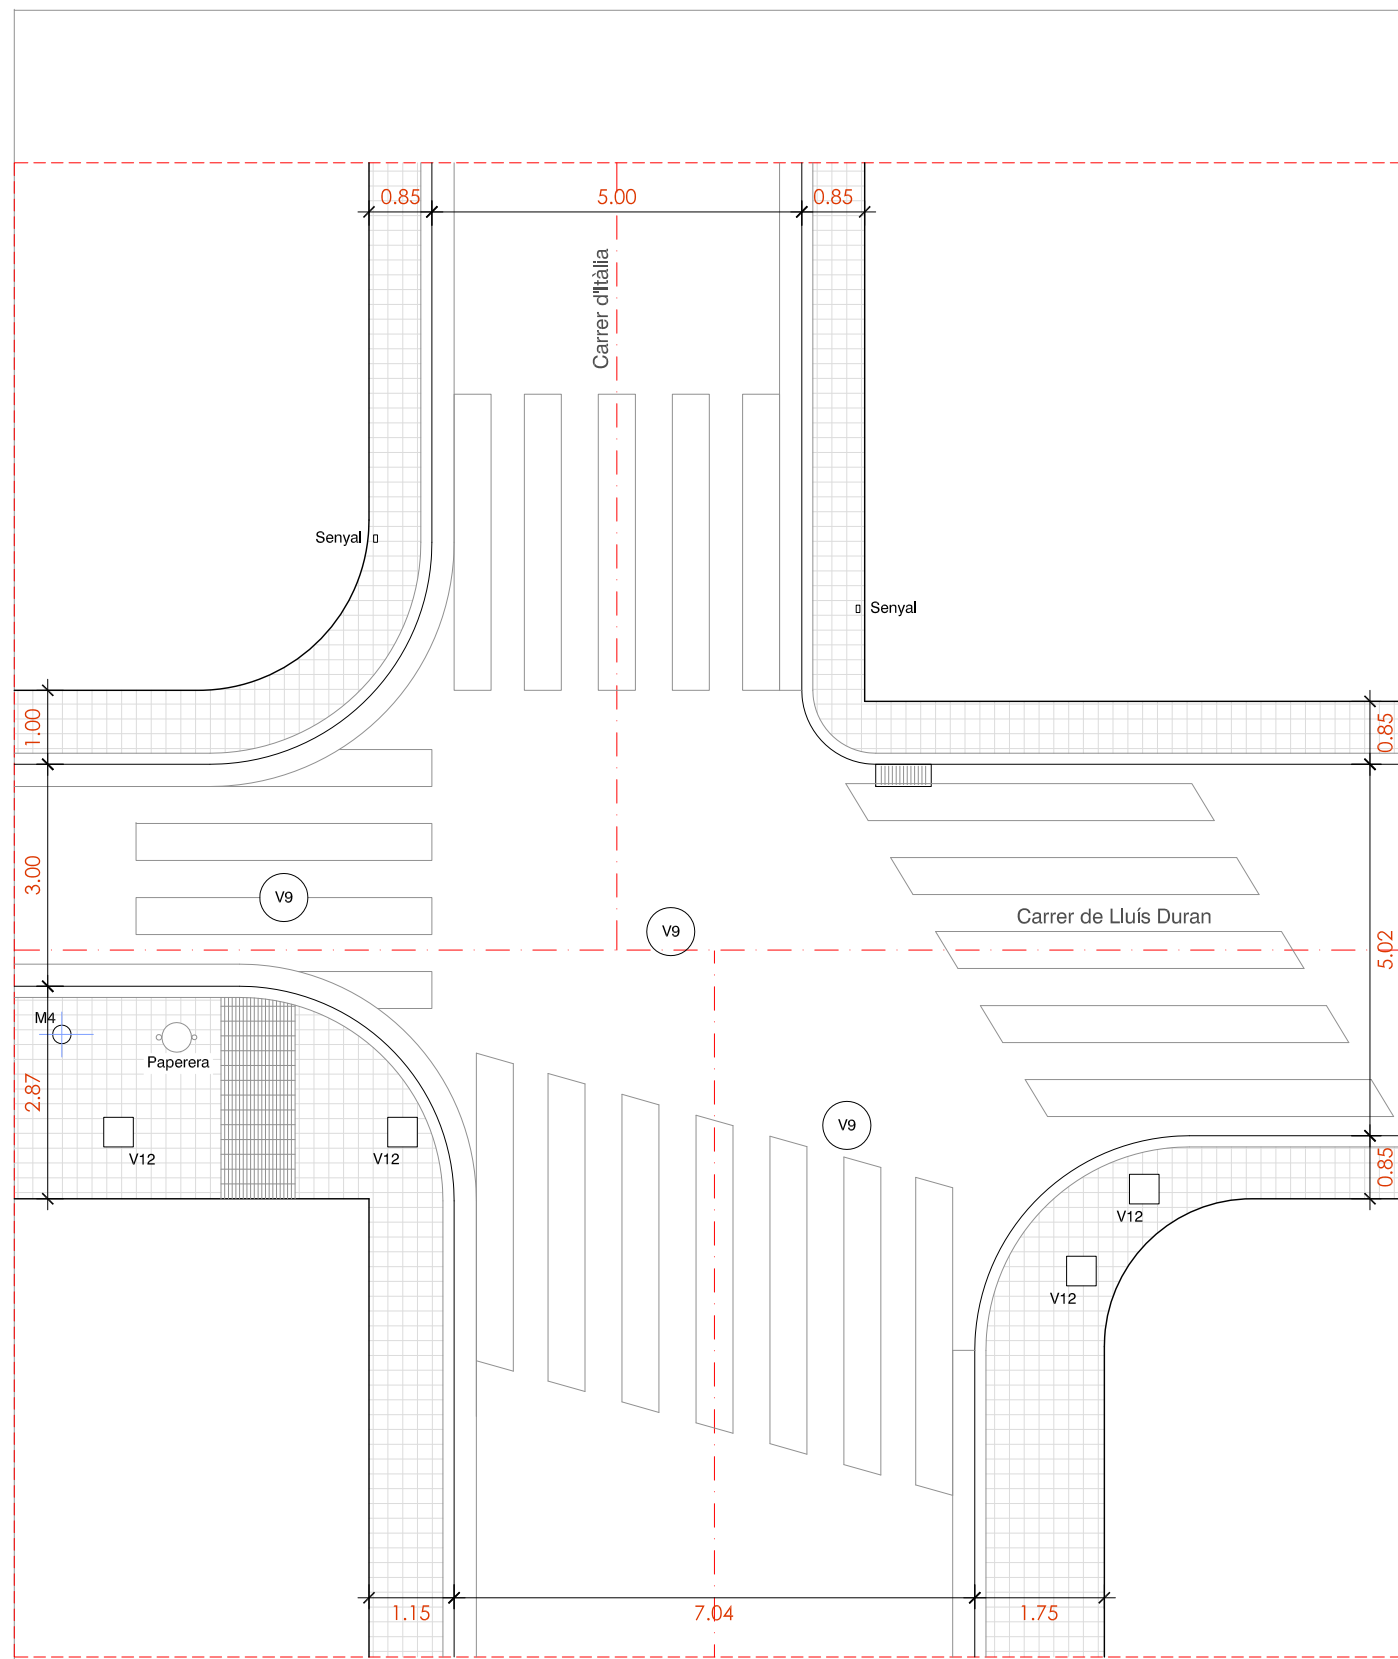 0.85
5.00
0.85
Carrer d'Itàlia
Senyal
Senyal
1.00
0.85
3.00
V9
V9
Carrer de Lluís Duran
5.02
M4
Paperera
2.87
V9
V12
V12
0.85
V12
V12
1.15
7.04
1.75